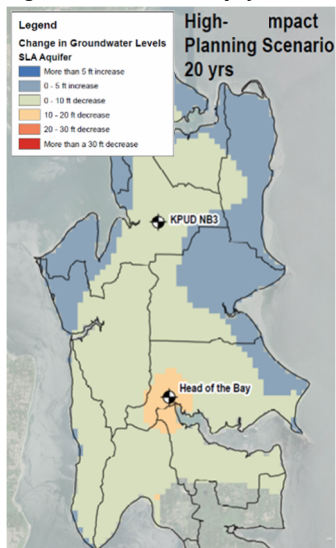 Legend
Change in Groundwater Levels
SLA Aquifer
More than 5 ft increase
0 - 5 ft increase
0 - 10 ft decrease
10 - 20 ft decrease
20 - 30 ft decrease
More than a 30 ft decrease
High- mpact
Planning Scenario
20 yrs
KPUD NB3
Head of the Bay